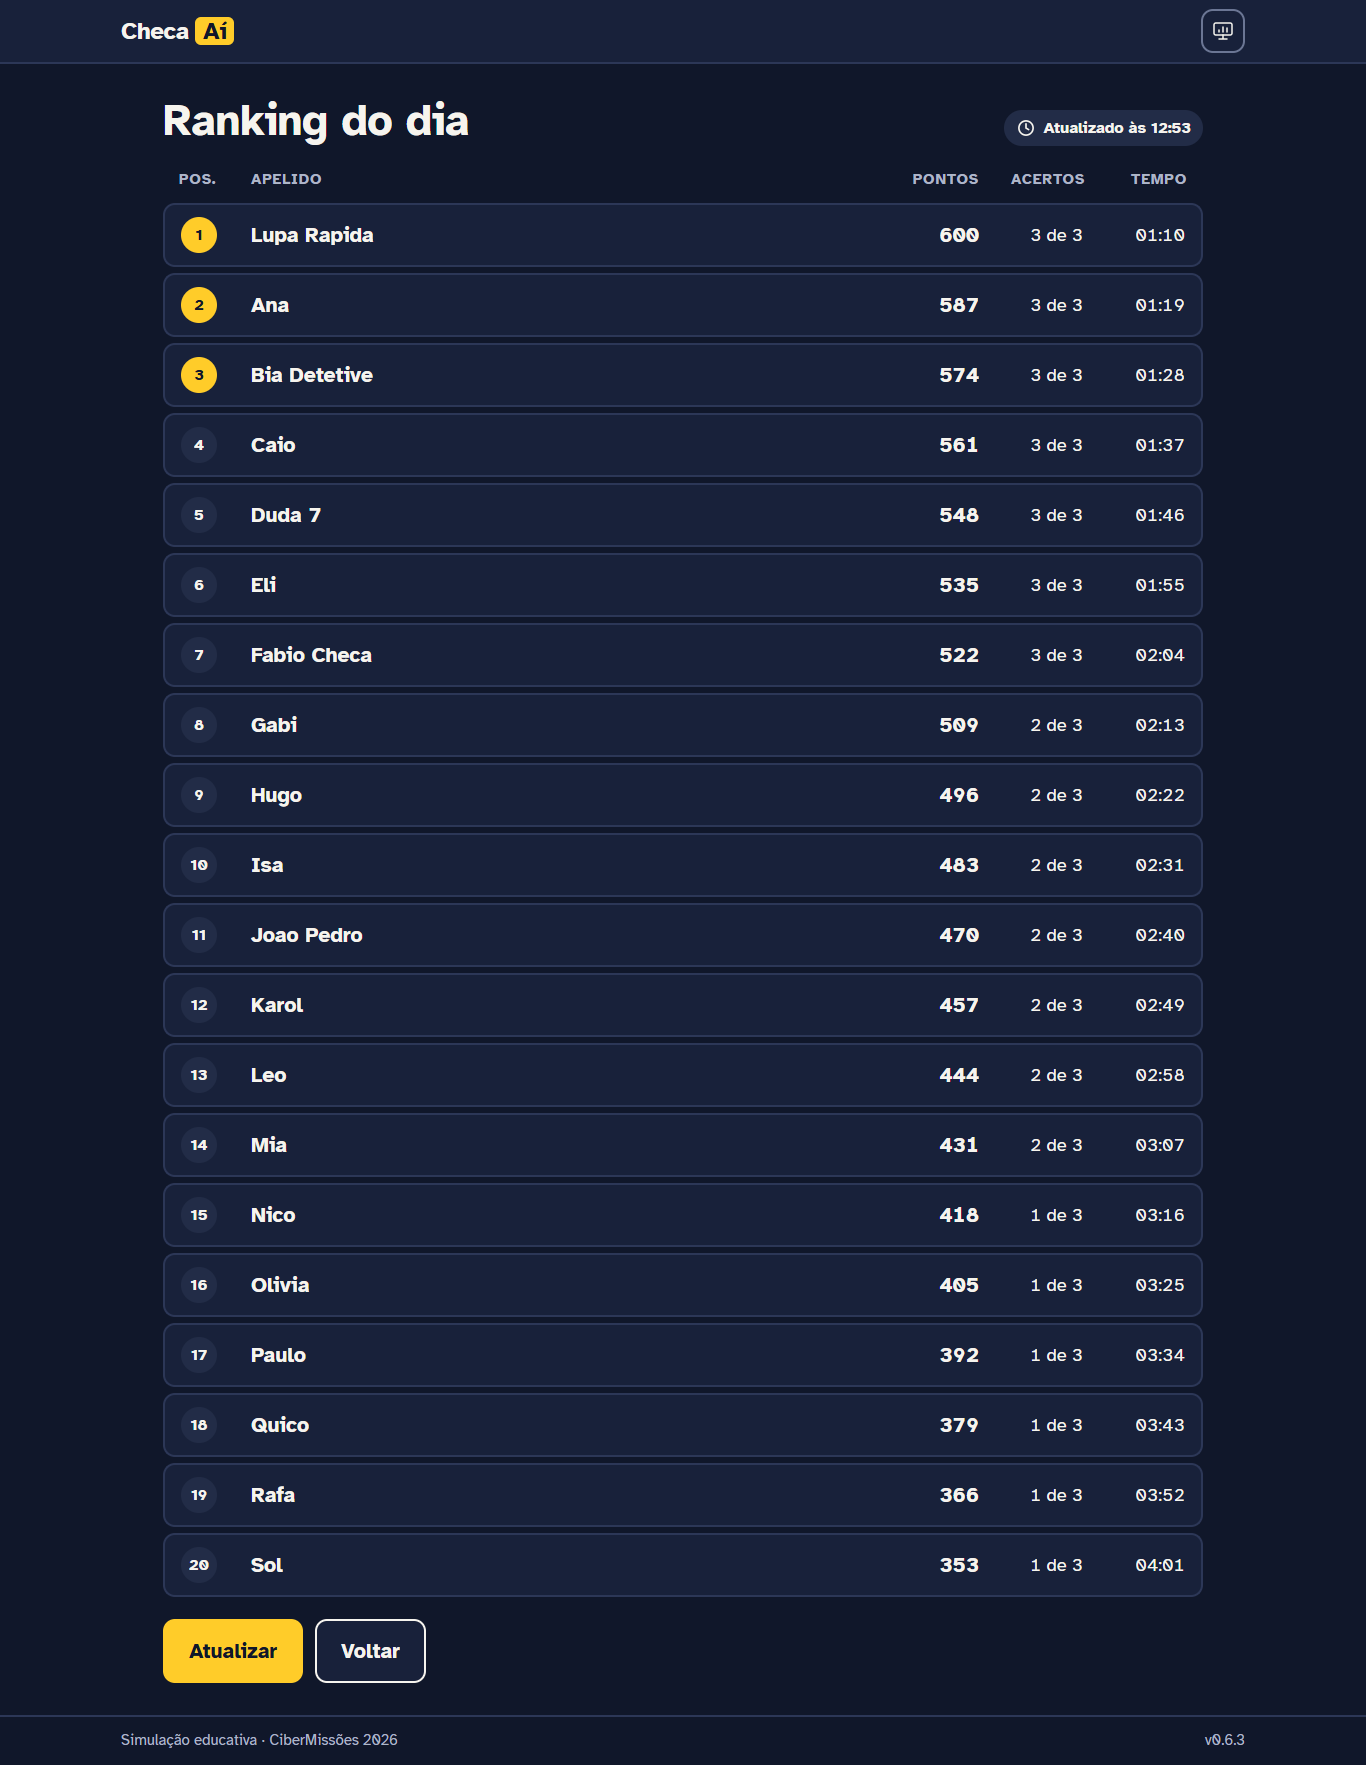 Checa Aí
Ranking do dia
Atualizado às 12:53
POS. APELIDO PONTOS ACERTOS TEMPO
1 Lupa Rapida 600 3 de 3 01:10
2 Ana 587 3 de 3 01:19
3 Bia Detetive 574 3 de 3 01:28
4 Caio 561 3 de 3 01:37
5 Duda 7 548 3 de 3 01:46
6 Eli 535 3 de 3 01:55
7 Fabio Checa 522 3 de 3 02:04
8 Gabi 509 2 de 3 02:13
9 Hugo 496 2 de 3 02:22
10 Isa 483 2 de 3 02:31
11 Joao Pedro 470 2 de 3 02:40
12 Karol 457 2 de 3 02:49
13 Leo 444 2 de 3 02:58
14 Mia 431 2 de 3 03:07
15 Nico 418 1 de 3 03:16
16 Olivia 405 1 de 3 03:25
17 Paulo 392 1 de 3 03:34
18 Quico 379 1 de 3 03:43
19 Rafa 366 1 de 3 03:52
20 Sol 353 1 de 3 04:01
Atualizar Voltar
Simulação educativa · CiberMissões 2026 v0.6.3